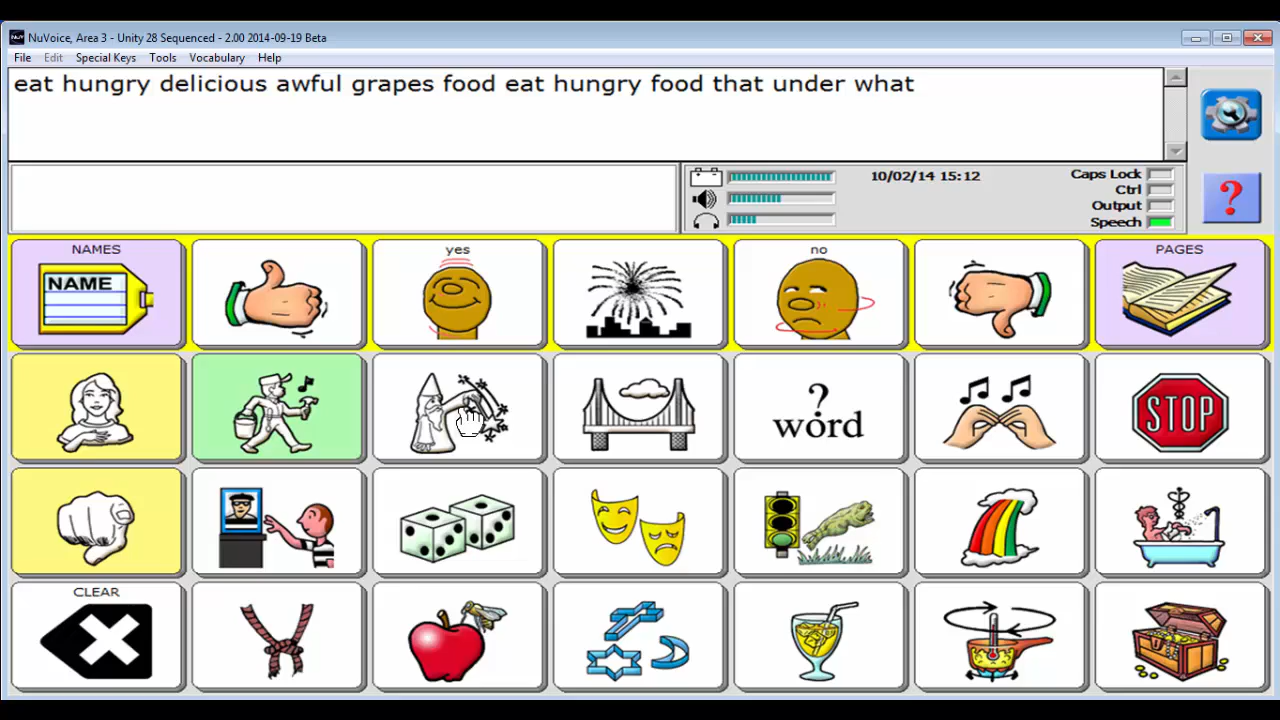 NuVoice, Area 3 - Unity 28 Sequenced - 2.00 2014-09-19 Beta
File Edit Special Keys Tools Vocabulary Help
eat hungry delicious awful grapes food eat hungry food that under what
10/02/14 15:12
Caps Lock
Ctrl
Output
Speech
?
NAMES yes no PAGES
NAME
?
word
STOP
CLEAR